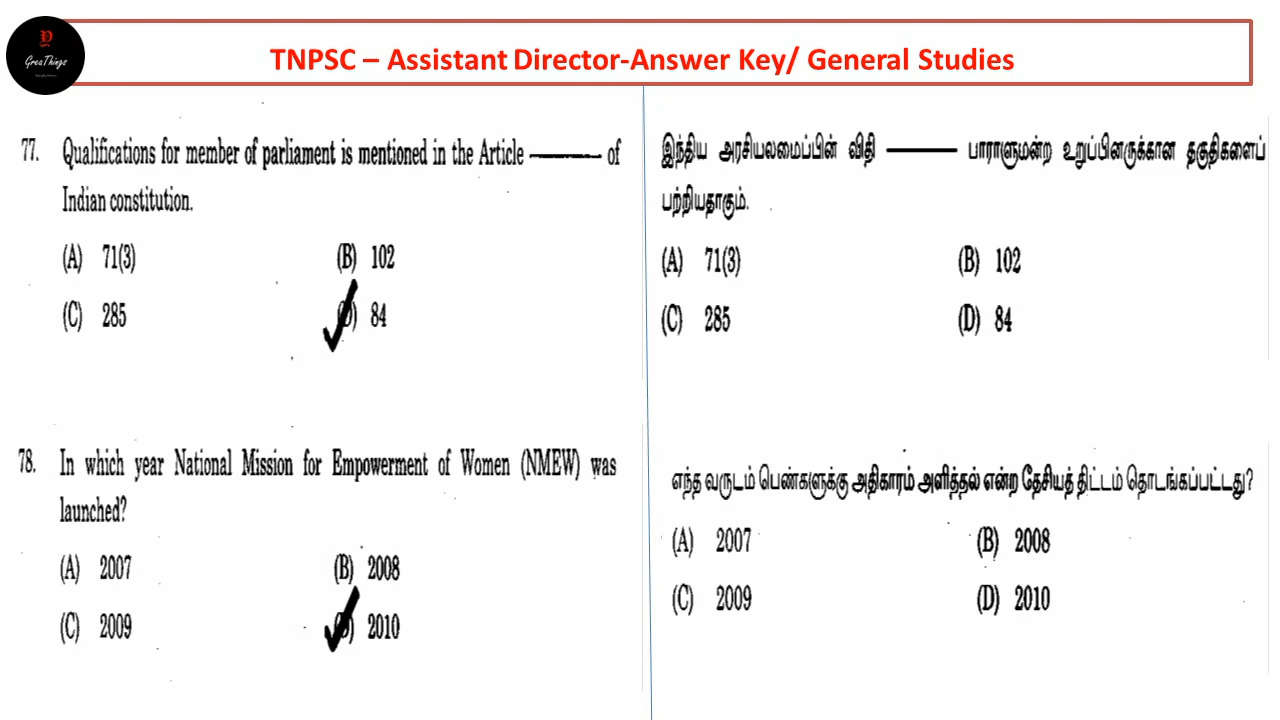 Y
GreaThings
TNPSC – Assistant Director-Answer Key/ General Studies
77. Qualifications for member of parliament is mentioned in the Article ——— of
Indian constitution.
(A) 71(3) (B) 102
(C) 285 (D) 84
78. In which year National Mission for Empowerment of Women (NMEW) was
launched?
(A) 2007 (B) 2008
(C) 2009 (D) 2010
இந்திய அரசியலமைப்பின் விதி ——— பாராளுமன்ற உறுப்பினருக்கான தகுதிகளைப்
பற்றியதாகும்.
(A) 71(3) (B) 102
(C) 285 (D) 84
எந்த வருடம் பெண்களுக்கு அதிகாரம் அளித்தல் என்ற தேசியத் திட்டம் தொடங்கப்பட்டது?
(A) 2007 (B) 2008
(C) 2009 (D) 2010